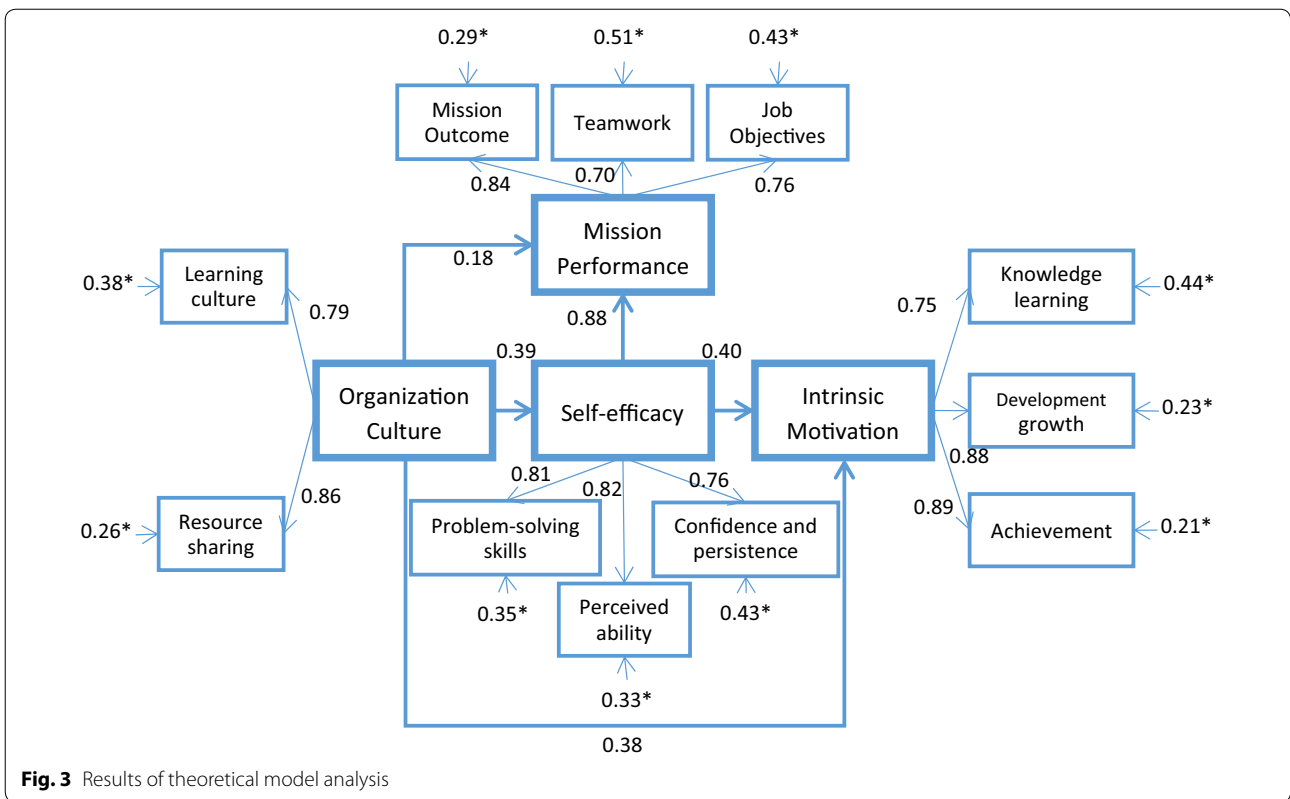 0.29*
0.51*
0.43*
Mission
Outcome
Teamwork
Job
Objectives
0.84
0.70
0.76
Mission
Performance
0.18
0.88
Learning
culture
0.38*
0.79
Organization
Culture
0.39
Self-efficacy
0.40
Intrinsic
Motivation
0.86
Resource
sharing
0.26*
Knowledge
learning
0.44*
0.75
Development
growth
0.23*
0.88
0.89
Achievement
0.21*
0.81
0.82
0.76
Problem-solving
skills
0.35*
Perceived
ability
0.33*
Confidence and
persistence
0.43*
0.38
Fig. 3 Results of theoretical model analysis